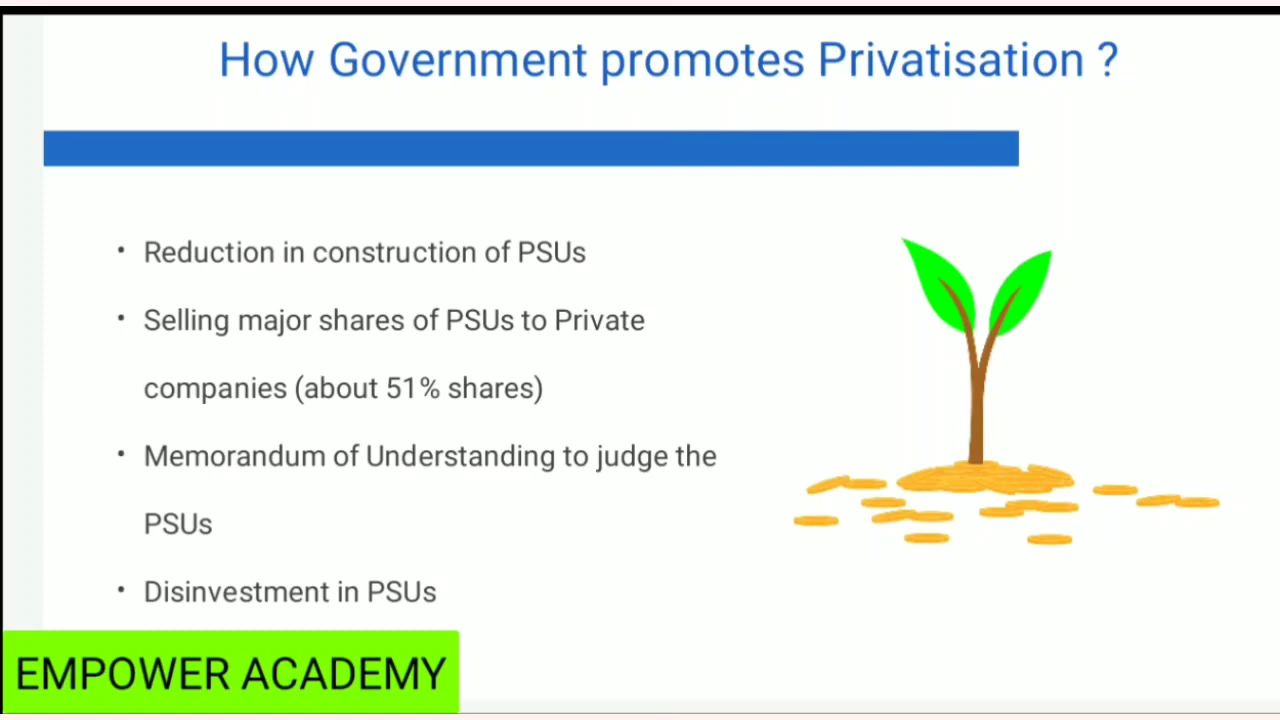 How Government promotes Privatisation ?
• Reduction in construction of PSUs
• Selling major shares of PSUs to Private
companies (about 51% shares)
• Memorandum of Understanding to judge the
PSUs
• Disinvestment in PSUs
EMPOWER ACADEMY